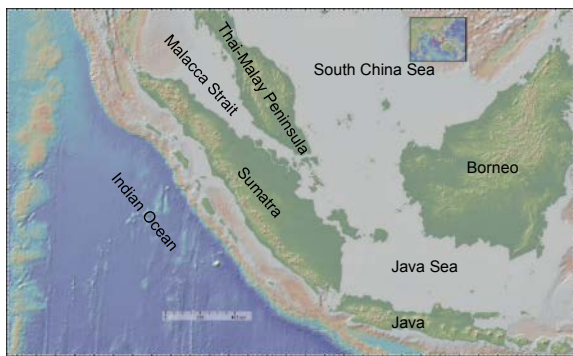 Thai-Malay Peninsula
Malacca Strait
South China Sea
Borneo
Sumatra
Indian Ocean
Java Sea
Java